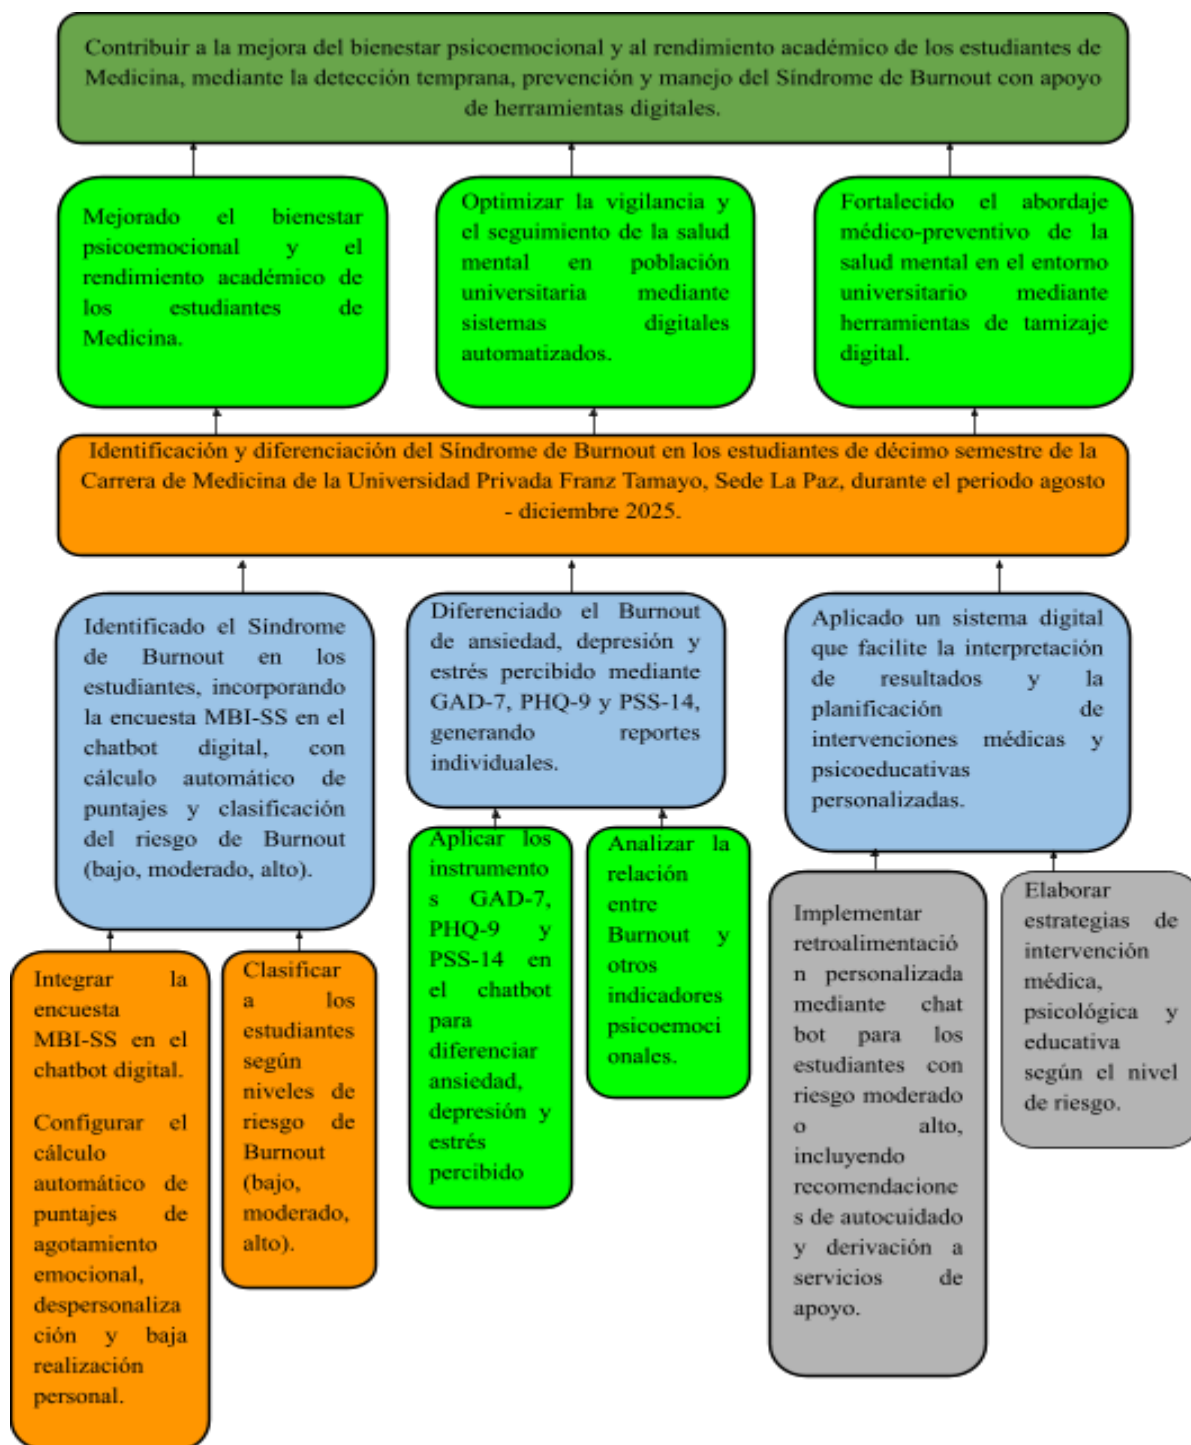 Contribuir a la mejora del bienestar psicoemocional y al rendimiento académico de los estudiantes de
Medicina, mediante la detección temprana, prevención y manejo del Síndrome de Burnout con apoyo
de herramientas digitales.
Mejorado el bienestar
psicoemocional y el
rendimiento académico de
los estudiantes de
Medicina.
Optimizar la vigilancia y
el seguimiento de la salud
mental en población
universitaria mediante
sistemas digitales
automatizados.
Fortalecido el abordaje
médico-preventivo de la
salud mental en el entorno
universitario mediante
herramientas de tamizaje
digital.
Identificación y diferenciación del Síndrome de Burnout en los estudiantes de décimo semestre de la
Carrera de Medicina de la Universidad Privada Franz Tamayo, Sede La Paz, durante el periodo agosto
- diciembre 2025.
Identificado el Síndrome
de Burnout en los
estudiantes, incorporando
la encuesta MBI-SS en el
chatbot digital, con
cálculo automático de
puntajes y clasificación
del riesgo de Burnout
(bajo, moderado, alto).
Diferenciado el Burnout
de ansiedad, depresión y
estrés percibido mediante
GAD-7, PHQ-9 y PSS-14,
generando reportes
individuales.
Aplicado un sistema digital
que facilite la interpretación
de resultados y la
planificación de
intervenciones médicas y
psicoeducativas
personalizadas.
Integrar la
encuesta
MBI-SS en el
chatbot digital.
Configurar el
cálculo
automático de
puntajes de
agotamiento
emocional,
despersonaliza
ción y baja
realización
personal.
Clasificar
a los
estudiantes
según
niveles de
riesgo de
Burnout
(bajo,
moderado,
alto).
Aplicar los
instrumento
s GAD-7,
PHQ-9 y
PSS-14 en
el chatbot
para
diferenciar
ansiedad,
depresión y
estrés
percibido
Analizar la
relación
entre
Burnout y
otros
indicadores
psicoemoci
onales.
Implementar
retroalimentació
n personalizada
mediante chat
bot para los
estudiantes con
riesgo moderado
o alto,
incluyendo
recomendacione
s de autocuidado
y derivación a
servicios de
apoyo.
Elaborar
estrategias de
intervención
médica,
psicológica y
educativa
según el nivel
de riesgo.